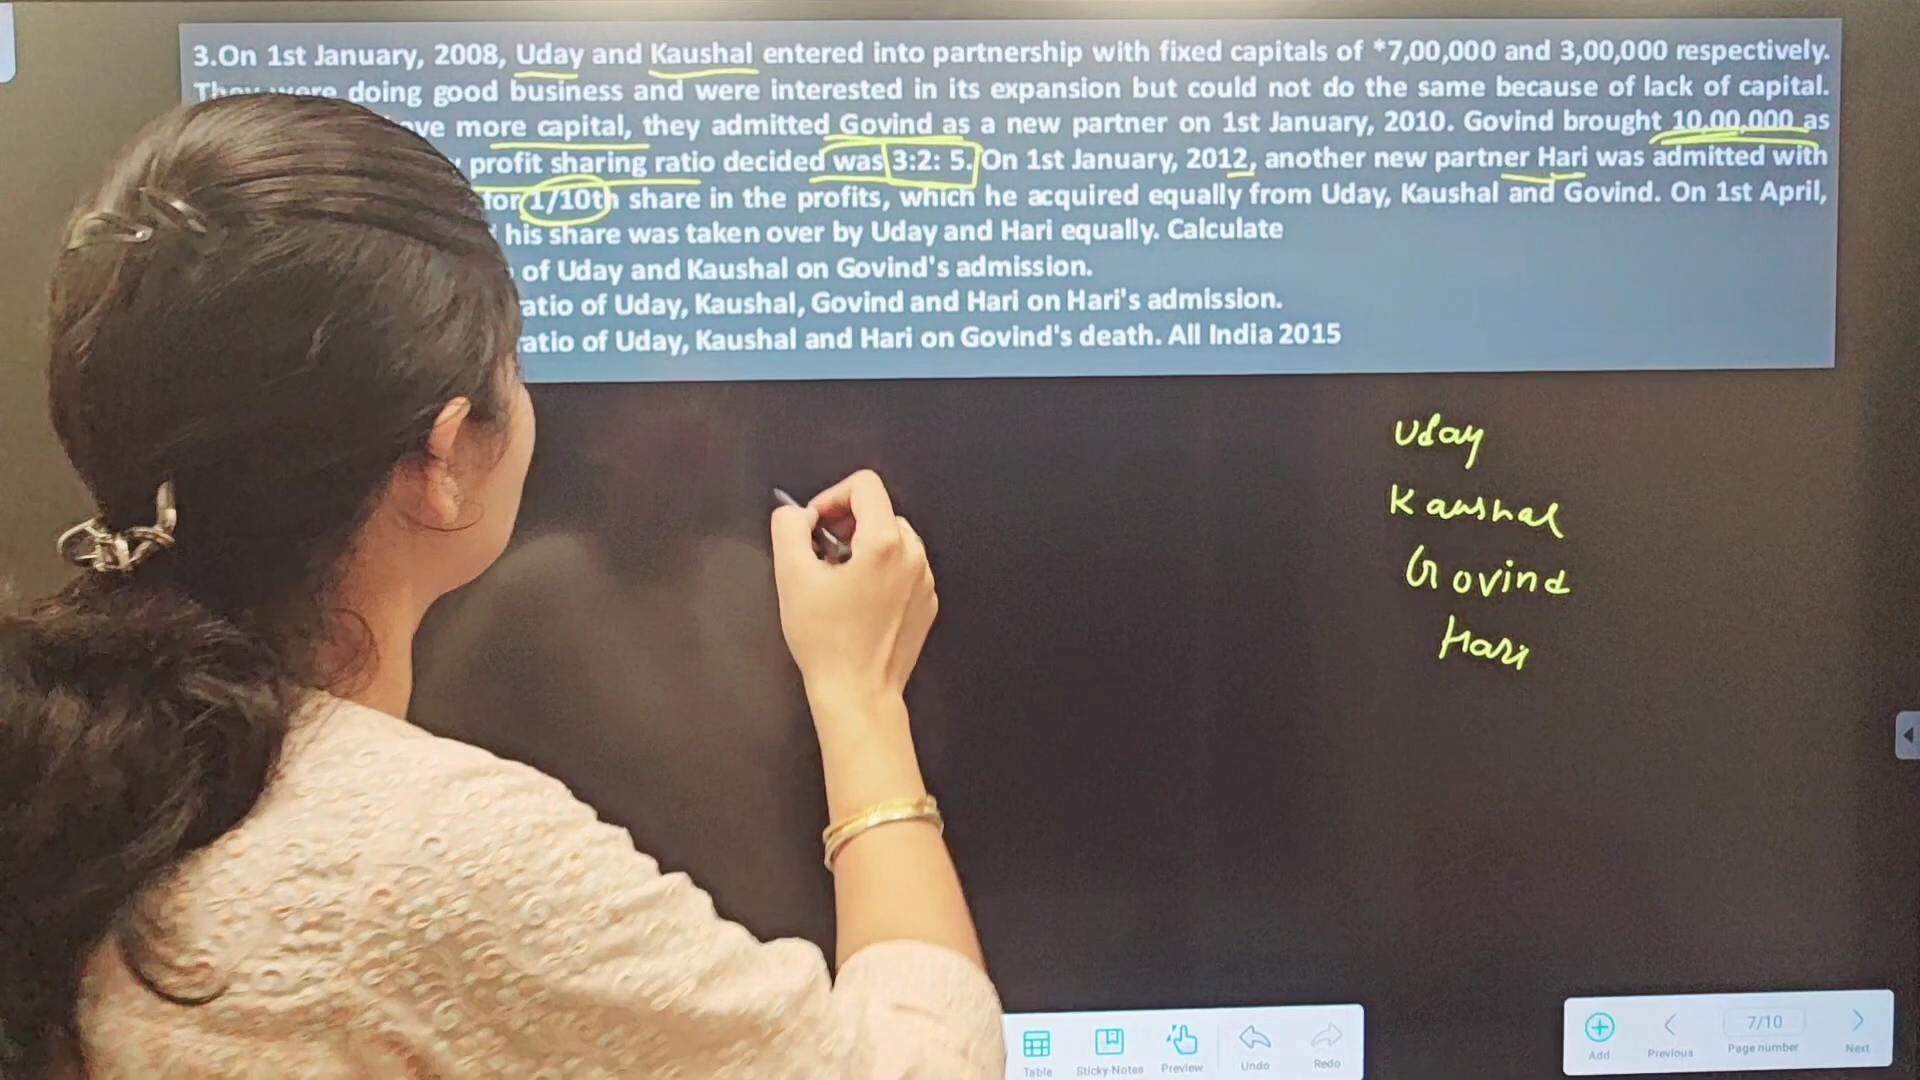 3.On 1st January, 2008, Uday and Kaushal entered into partnership with fixed capitals of *7,00,000 and 3,00,000 respectively.
They were doing good business and were interested in its expansion but could not do the same because of lack of capital.
more capital, they admitted Govind as a new partner on 1st January, 2010. Govind brought 10,00,000 as
profit sharing ratio decided was 3:2: 5. On 1st January, 2012, another new partner Hari was admitted with
for 1/10th share in the profits, which he acquired equally from Uday, Kaushal and Govind. On 1st April,
his share was taken over by Uday and Hari equally. Calculate
of Uday and Kaushal on Govind's admission.
atio of Uday, Kaushal, Govind and Hari on Hari's admission.
atio of Uday, Kaushal and Hari on Govind's death. All India 2015
Uday
Kaushal
Govind
Hari
Table Sticky-Notes Preview Undo Redo
Add Previous 7/10 Page number Next